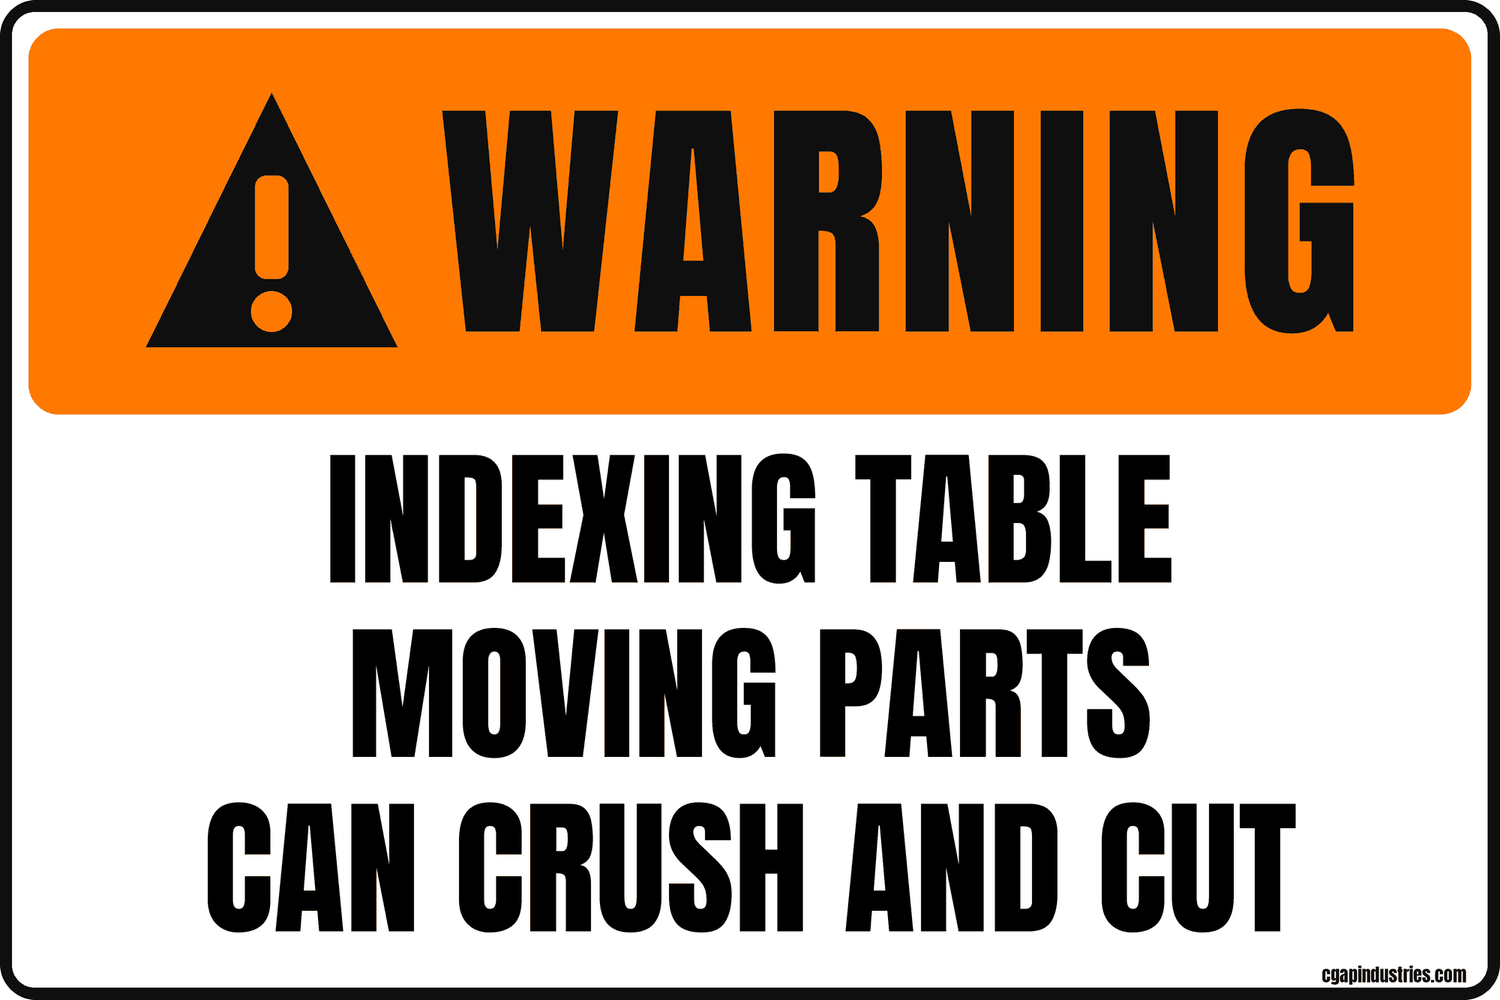 WARNING
INDEXING TABLE
MOVING PARTS
CAN CRUSH AND CUT
cgapindustries.com